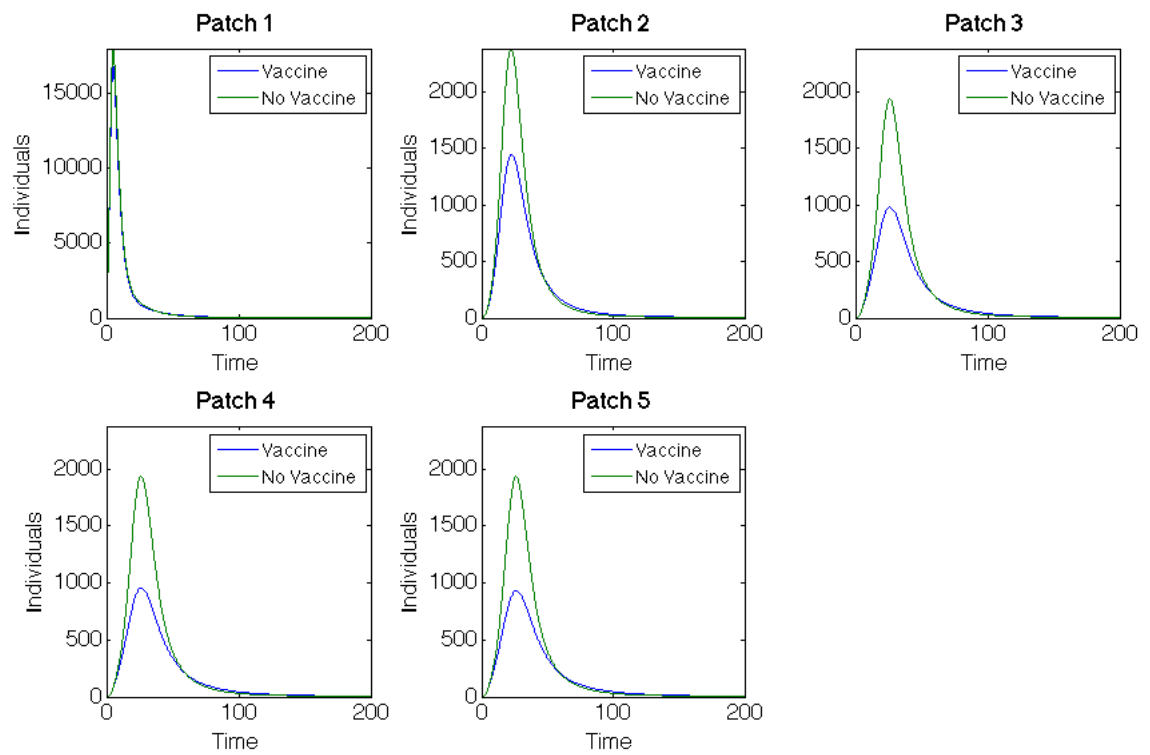 Patch 1
Vaccine
No Vaccine
15000
10000
5000
0
0 100 200
Individuals
Time
Patch 2
Vaccine
No Vaccine
2000
1500
1000
500
0
0 100 200
Individuals
Time
Patch 3
Vaccine
No Vaccine
2000
1500
1000
500
0
0 100 200
Individuals
Time
Patch 4
Vaccine
No Vaccine
2000
1500
1000
500
0
0 100 200
Individuals
Time
Patch 5
Vaccine
No Vaccine
2000
1500
1000
500
0
0 100 200
Individuals
Time